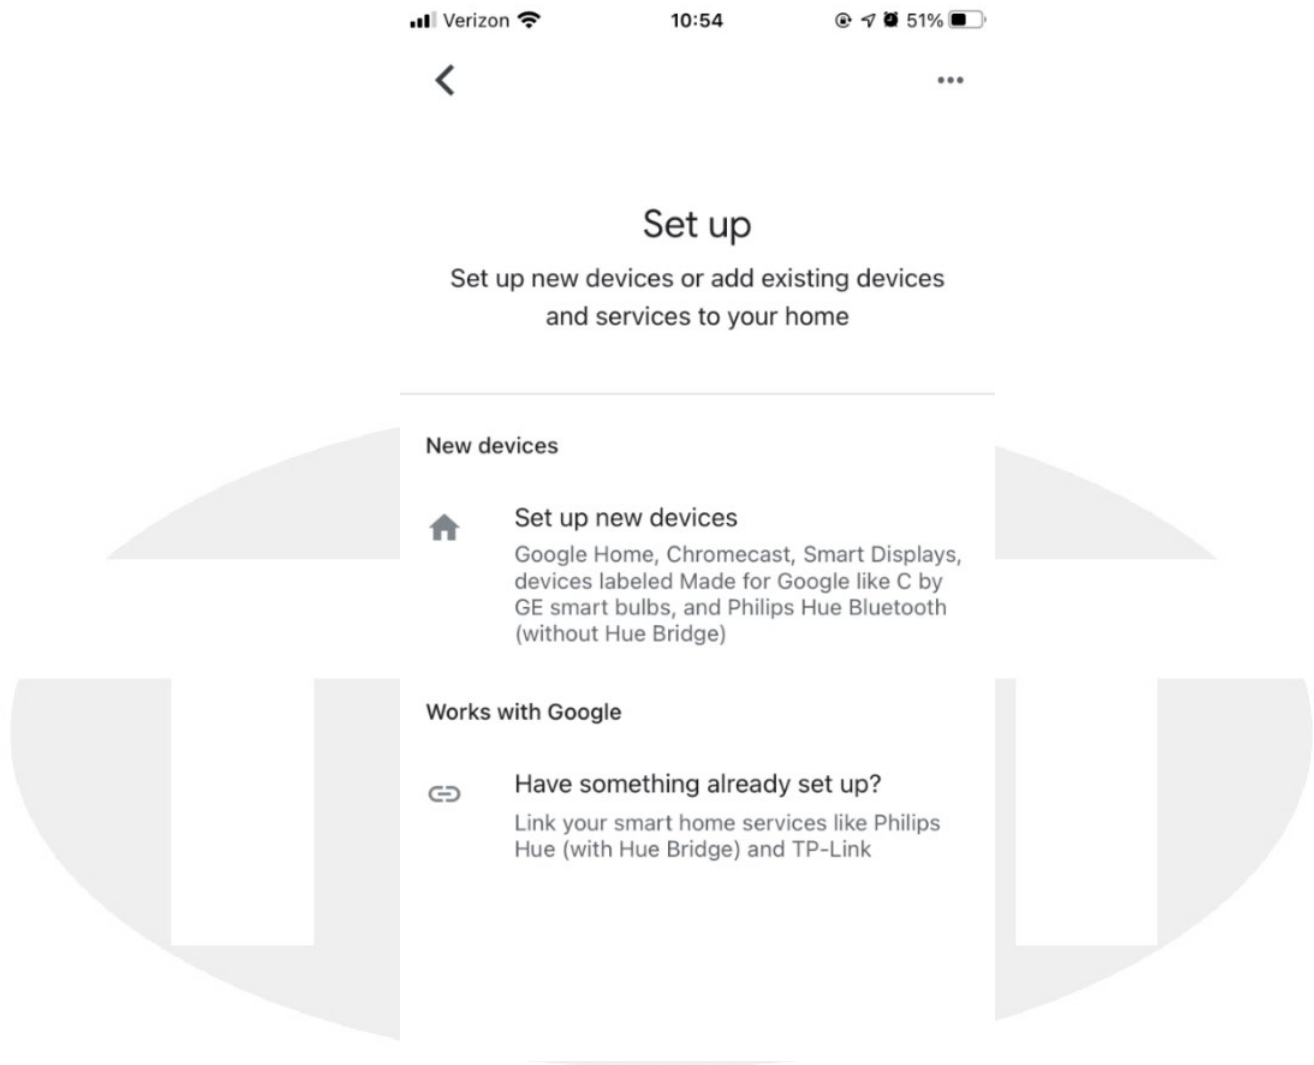 Verizon 10:54 51%
Set up
Set up new devices or add existing devices
and services to your home
New devices
Set up new devices
Google Home, Chromecast, Smart Displays,
devices labeled Made for Google like C by
GE smart bulbs, and Philips Hue Bluetooth
(without Hue Bridge)
Works with Google
Have something already set up?
Link your smart home services like Philips
Hue (with Hue Bridge) and TP-Link